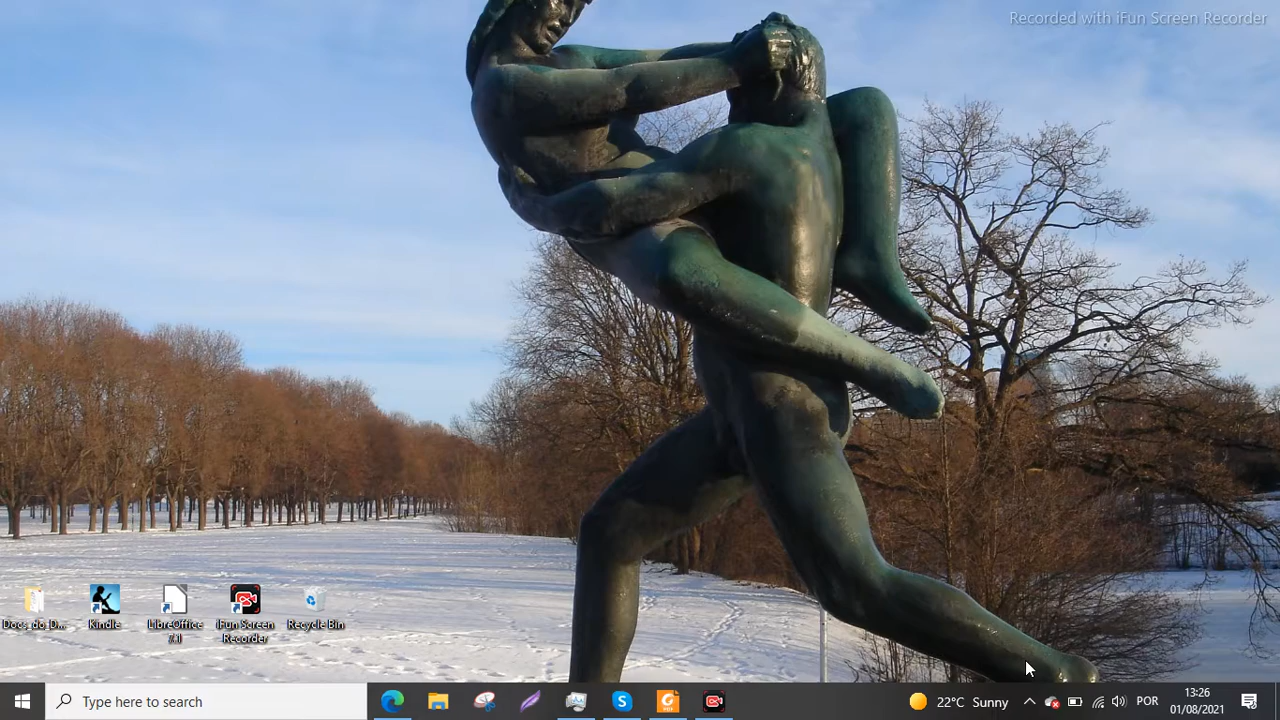 Recorded with iFun Screen Recorder
Docs_do_D...
Kindle
LibreOffice
7.1
iFun Screen
Recorder
Recycle Bin
Type here to search
22°C Sunny
POR
13:26
01/08/2021